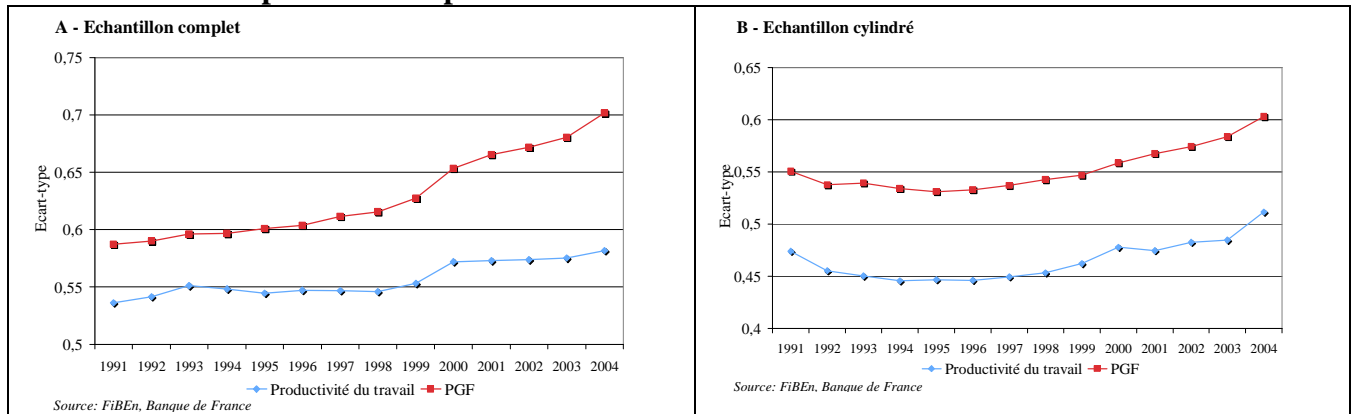 A - Echantillon complet
0,75
0,7
0,65
0,6
0,55
0,5
Ecart-type
1991 1992 1993 1994 1995 1996 1997 1998 1999 2000 2001 2002 2003 2004
Productivité du travail PGF
Source: FiBEn, Banque de France
B - Echantillon cylindré
0,65
0,6
0,55
0,5
0,45
0,4
Ecart-type
1991 1992 1993 1994 1995 1996 1997 1998 1999 2000 2001 2002 2003 2004
Productivité du travail PGF
Source: FiBEn, Banque de France